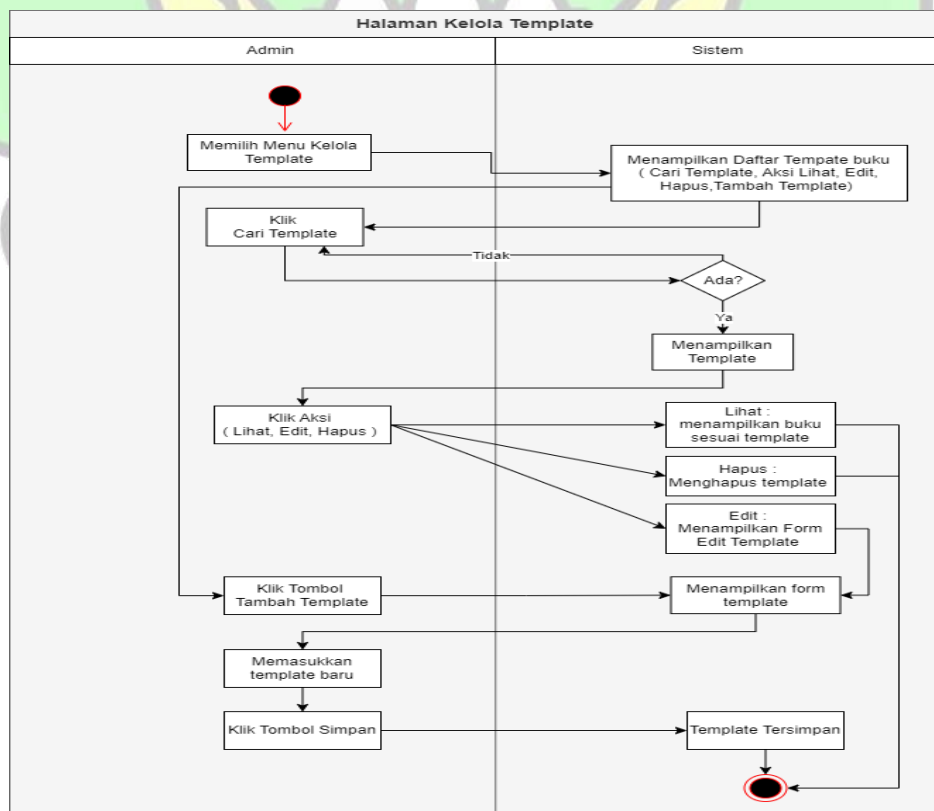 Halaman Kelola Template
Admin
Sistem
Memilih Menu Kelola
Template
Menampilkan Daftar Tempate buku
( Cari Template, Aksi Lihat, Edit,
Hapus,Tambah Template)
Klik
Cari Template
Tidak
Ada?
Ya
Menampilkan
Template
Klik Aksi
( Lihat, Edit, Hapus )
Lihat :
menampilkan buku
sesuai template
Hapus :
Menghapus template
Edit :
Menampilkan Form
Edit Template
Klik Tombol
Tambah Template
Menampilkan form
template
Memasukkan
template baru
Klik Tombol Simpan
Template Tersimpan